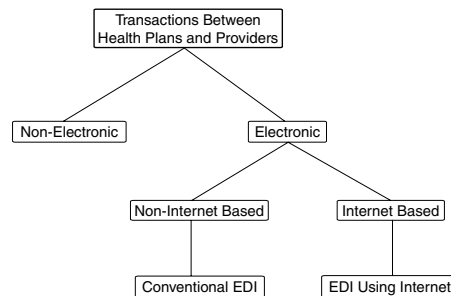 Transactions Between
Health Plans and Providers
Non-Electronic
Electronic
Non-Internet Based
Internet Based
Conventional EDI
EDI Using Internet